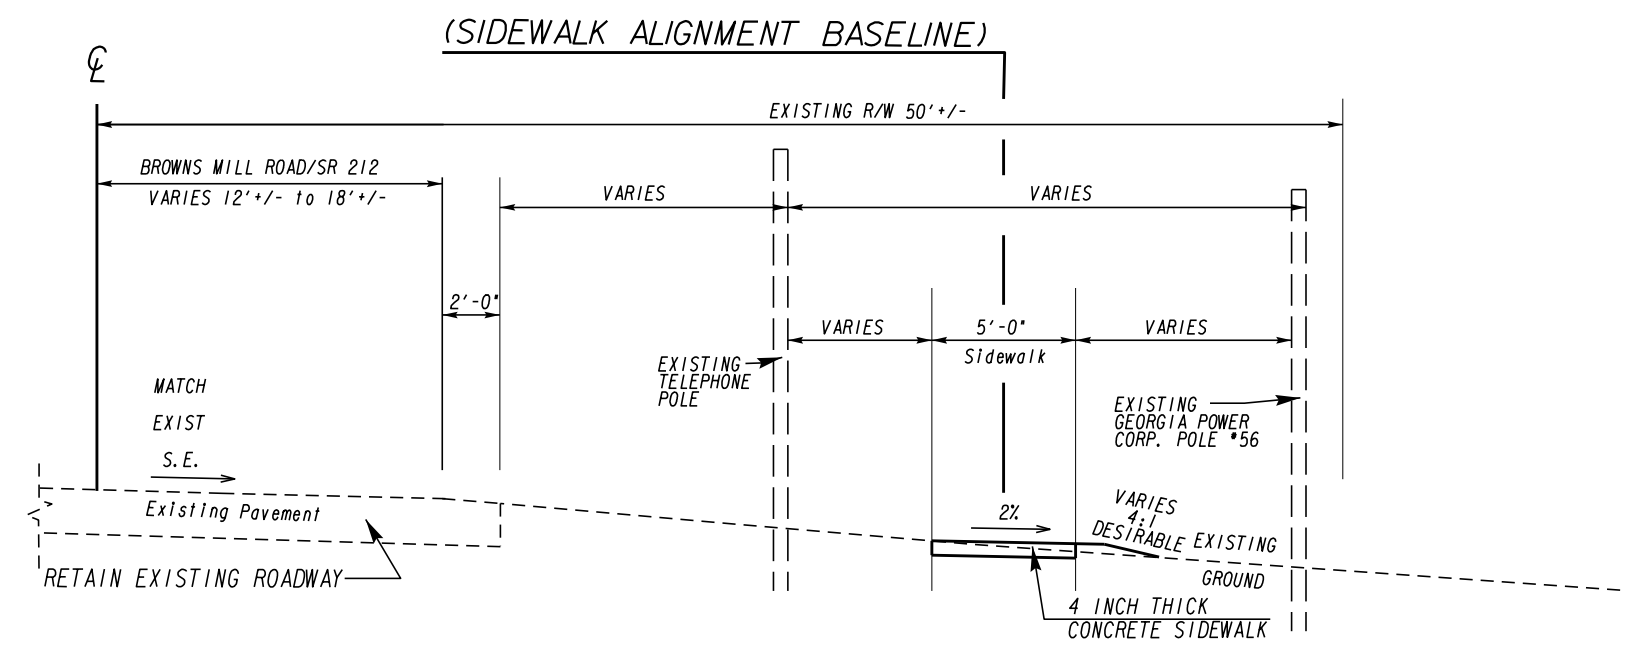 (SIDEWALK ALIGNMENT BASELINE)
℄
EXISTING R/W 50'+/-
BROWNS MILL ROAD/SR 212
VARIES 12'+/- to 18'+/-
VARIES
VARIES
2'-0"
VARIES
5'-0"
VARIES
Sidewalk
EXISTING
TELEPHONE
POLE
MATCH
EXIST
S.E.
EXISTING
GEORGIA POWER
CORP. POLE #56
Existing Pavement
2%
VARIES
4:1
DESIRABLE
EXISTING
GROUND
RETAIN EXISTING ROADWAY
4 INCH THICK
CONCRETE SIDEWALK